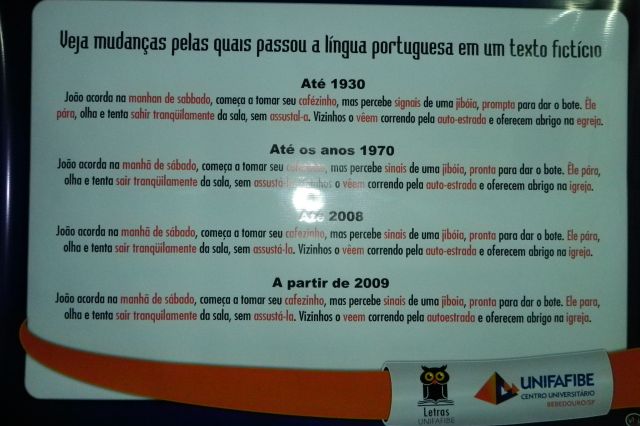 Veja mudanças pelas quais passou a língua portuguesa em um texto fictício
Até 1930
João acorda na manhan de sabbado, começa a tomar seu cafèzinho, mas percebe signais de uma jibóia, prompta para dar o bote. Êle
pára, olha e tenta sahir tranqüilamente da sala, sem assustal-a. Vizinhos o vêem correndo pela auto-estrada e oferecem abrigo na egreja.
Até os anos 1970
João acorda na manhã de sábado, começa a tomar seu mas percebe sinais de uma jibóia, pronta para dar o bote. Êle pára,
olha e tenta sair tranqüilamente da sala, sem o vêem correndo pela auto-estrada e oferecem abrigo na igreja.
Até 2008
João acorda na manhã de sábado, começa a tomar seu cafezinho, mas percebe sinais de uma jibóia, pronta para dar o bote. Ele pára,
olha e tenta sair tranqüilamente da sala, sem assustá-la. Vizinhos o vêem correndo pela auto-estrada e oferecem abrigo na igreja.
A partir de 2009
João acorda na manhã de sábado, começa a tomar seu cafezinho, mas percebe sinais de uma jiboia, pronta para dar o bote. Ele para,
olha e tenta sair tranquilamente da sala, sem assustá-la. Vizinhos o veem correndo pela autoestrada e oferecem abrigo na igreja.
Letras
UNIFAFIBE
UNIFAFIBE
CENTRO UNIVERSITÁRIO
BEBEDOURO/SP